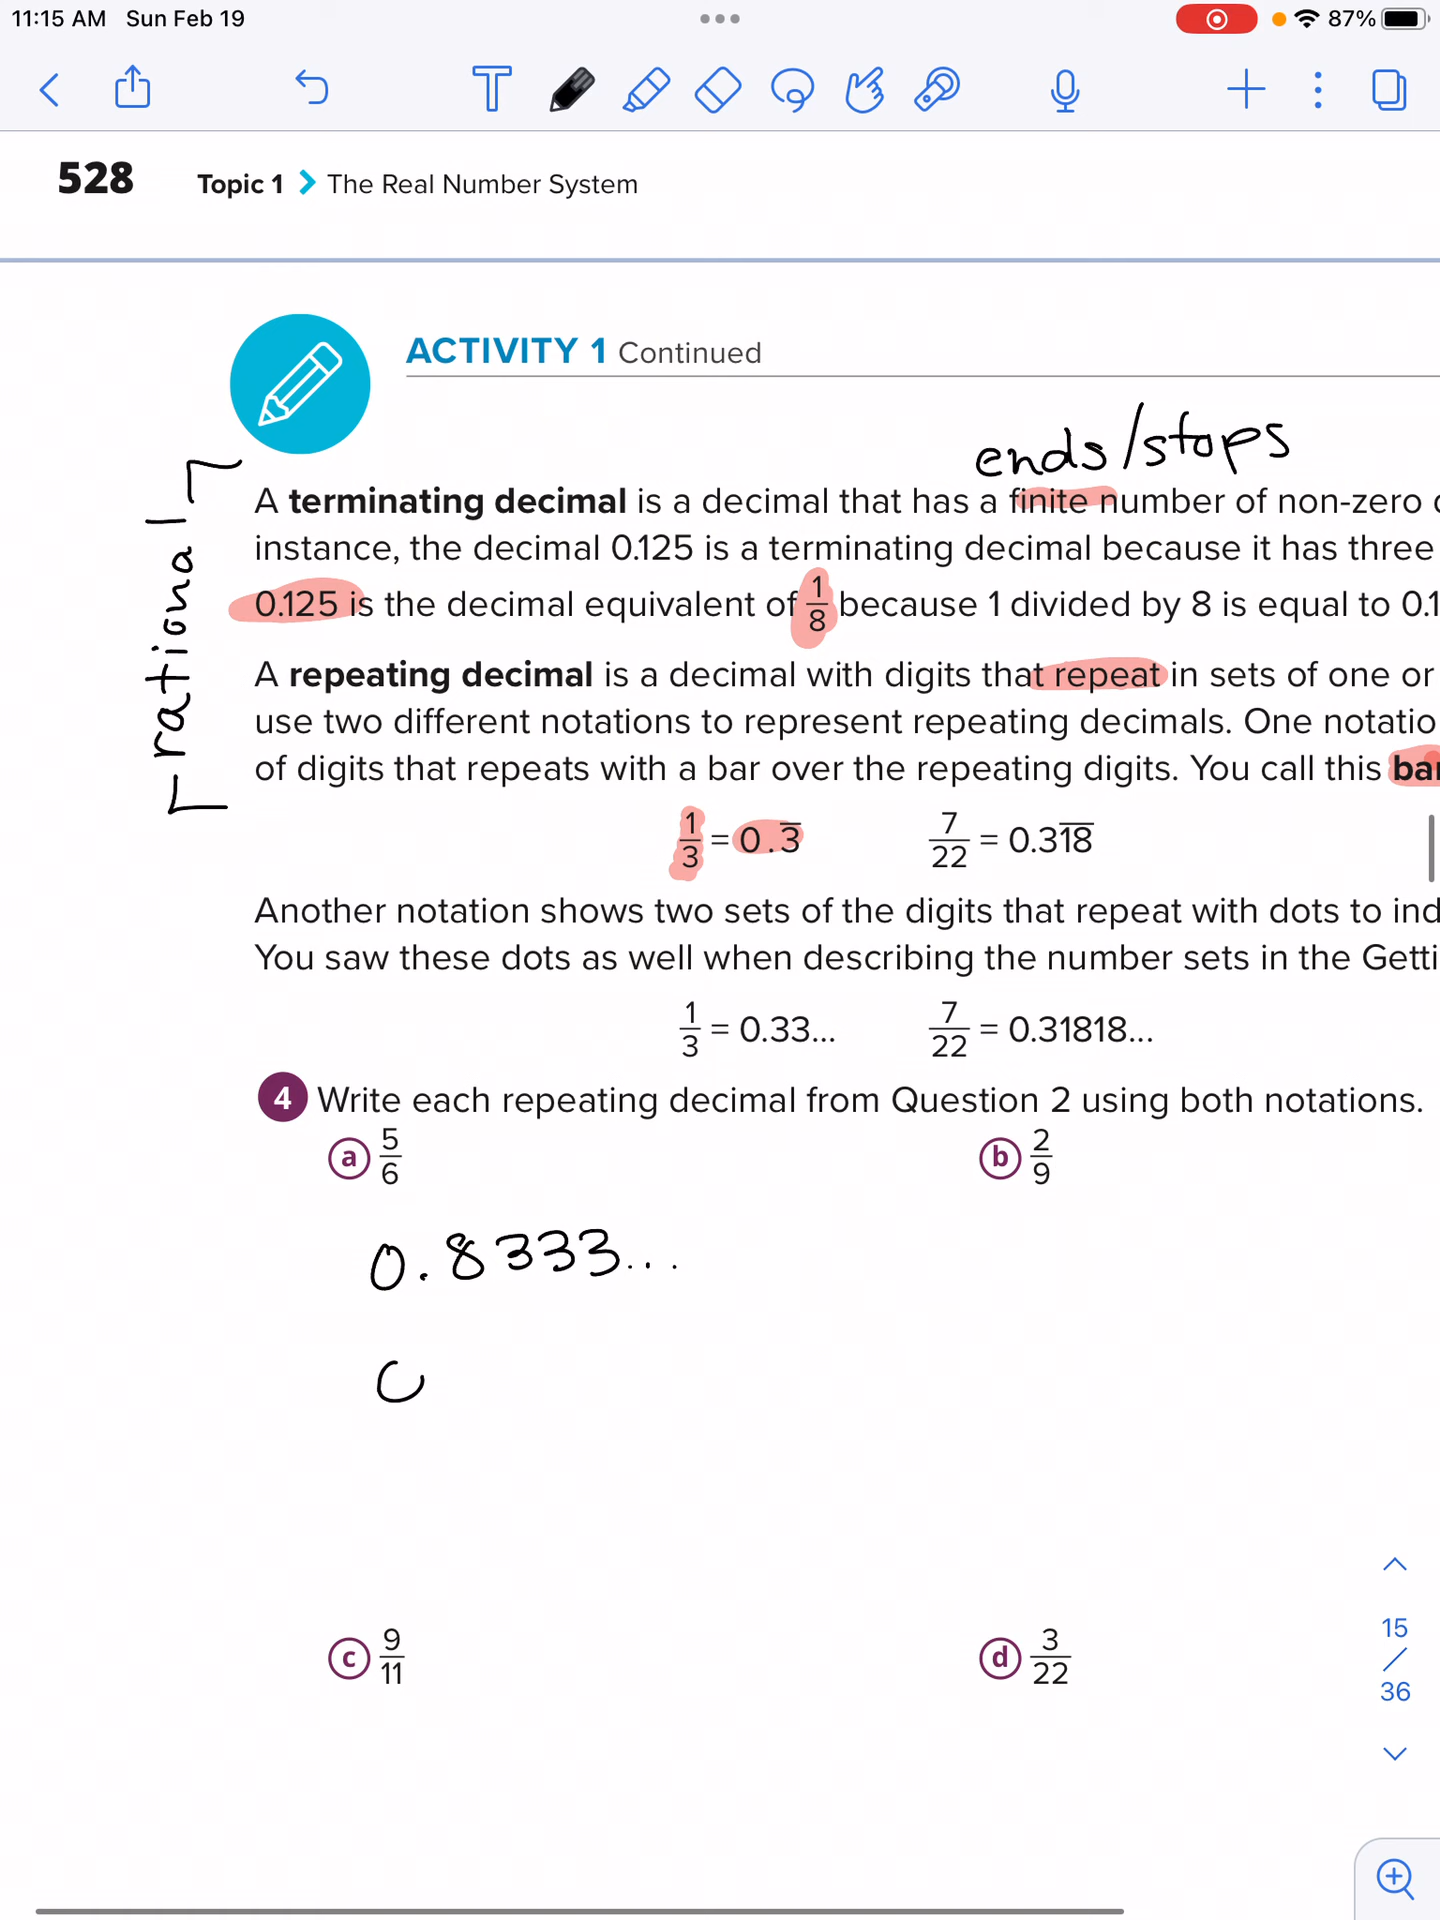 11:15 AM Sun Feb 19
87%
528 Topic 1 > The Real Number System
ACTIVITY 1 Continued
ends/stops
rational
A terminating decimal is a decimal that has a finite number of non-zero
instance, the decimal 0.125 is a terminating decimal because it has three
0.125 is the decimal equivalent of 1/8 because 1 divided by 8 is equal to 0.1
A repeating decimal is a decimal with digits that repeat in sets of one or
use two different notations to represent repeating decimals. One notatio
of digits that repeats with a bar over the repeating digits. You call this bar
1/3 = 0.3̅ 7/22 = 0.31̅8̅
Another notation shows two sets of the digits that repeat with dots to ind
You saw these dots as well when describing the number sets in the Getti
1/3 = 0.33... 7/22 = 0.31818...
4 Write each repeating decimal from Question 2 using both notations.
a 5/6 b 2/9
0.8333...
c 9/11 d 3/22
15 / 36